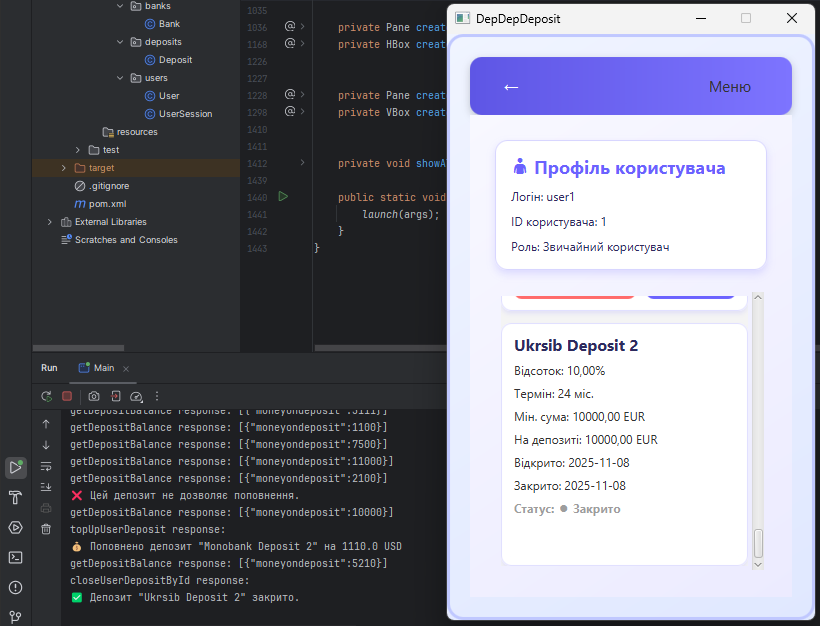 banks
Bank
deposits
Deposit
users
User
UserSession
resources
test
target
.gitignore
pom.xml
External Libraries
Scratches and Consoles
1035
1036
1168
1226
1227
1228
1298
1410
1411
1412
1439
1440
1441
1442
1443
private Pane creat
private HBox creat
private Pane creat
private VBox creat
private void showA
public static void
launch(args);
}
}
DepDepDeposit
←
Меню
Профіль користувача
Логін: user1
ID користувача: 1
Роль: Звичайний користувач
Ukrsib Deposit 2
Відсоток: 10,00%
Термін: 24 міс.
Мін. сума: 10000,00 EUR
На депозиті: 10000,00 EUR
Відкрито: 2025-11-08
Закрито: 2025-11-08
Статус: ● Закрито
Run
Main
getDepositBalance response: [{"moneyondeposit":5111}]
getDepositBalance response: [{"moneyondeposit":1100}]
getDepositBalance response: [{"moneyondeposit":7500}]
getDepositBalance response: [{"moneyondeposit":11000}]
getDepositBalance response: [{"moneyondeposit":2100}]
❌ Цей депозит не дозволяє поповнення.
getDepositBalance response: [{"moneyondeposit":10000}]
topUpUserDeposit response:
💰 Поповнено депозит "Monobank Deposit 2" на 1110.0 USD
getDepositBalance response: [{"moneyondeposit":5210}]
closeUserDepositById response:
✅ Депозит "Ukrsib Deposit 2" закрито.